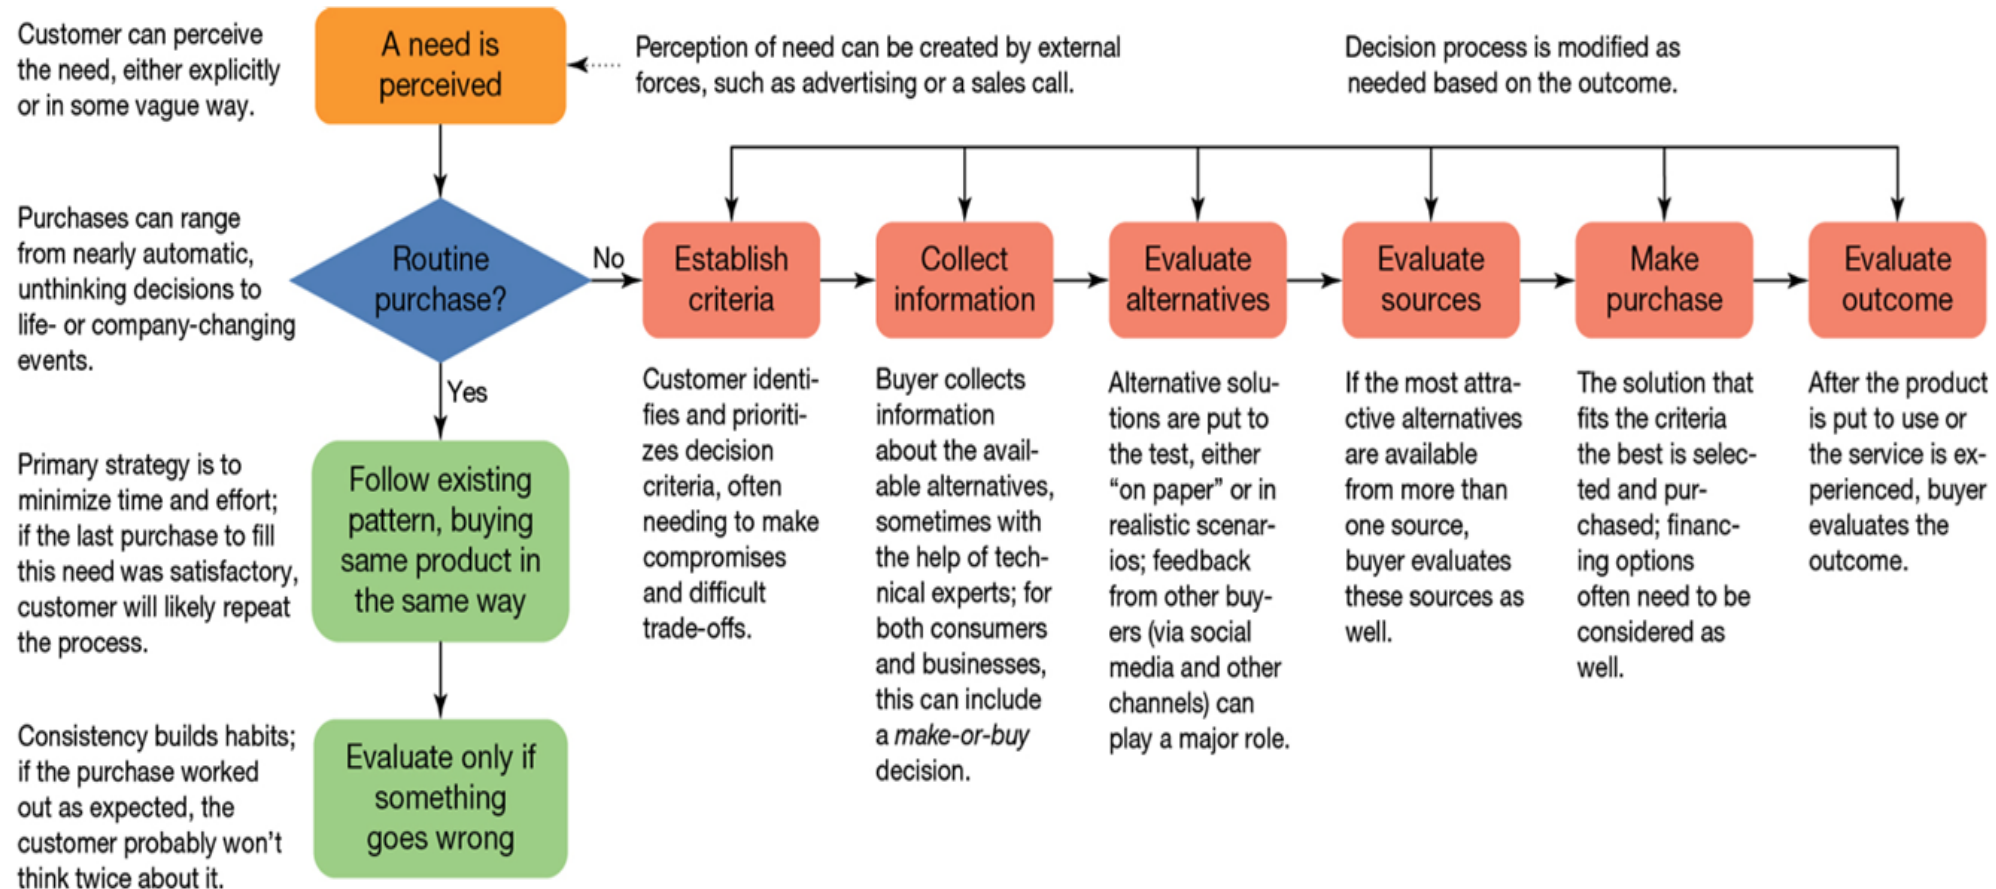 Customer can perceive
the need, either explicitly
or in some vague way.
A need is
perceived
Perception of need can be created by external
forces, such as advertising or a sales call.
Decision process is modified as
needed based on the outcome.
Purchases can range
from nearly automatic,
unthinking decisions to
life- or company-changing
events.
Routine
purchase?
No
Establish
criteria
Collect
information
Evaluate
alternatives
Evaluate
sources
Make
purchase
Evaluate
outcome
Yes
Customer identi-
fies and prioriti-
zes decision
criteria, often
needing to make
compromises
and difficult
trade-offs.
Buyer collects
information
about the avail-
able alternatives,
sometimes with
the help of tech-
nical experts; for
both consumers
and businesses,
this can include
a make-or-buy
decision.
Alternative solu-
tions are put to
the test, either
“on paper” or in
realistic scenar-
ios; feedback
from other buy-
ers (via social
media and other
channels) can
play a major role.
If the most attra-
ctive alternatives
are available
from more than
one source,
buyer evaluates
these sources as
well.
The solution that
fits the criteria
the best is selec-
ted and pur-
chased; financ-
ing options
often need to be
considered as
well.
After the product
is put to use or
the service is ex-
perienced, buyer
evaluates the
outcome.
Primary strategy is to
minimize time and effort;
if the last purchase to fill
this need was satisfactory,
customer will likely repeat
the process.
Follow existing
pattern, buying
same product in
the same way
Consistency builds habits;
if the purchase worked
out as expected, the
customer probably won’t
think twice about it.
Evaluate only if
something
goes wrong